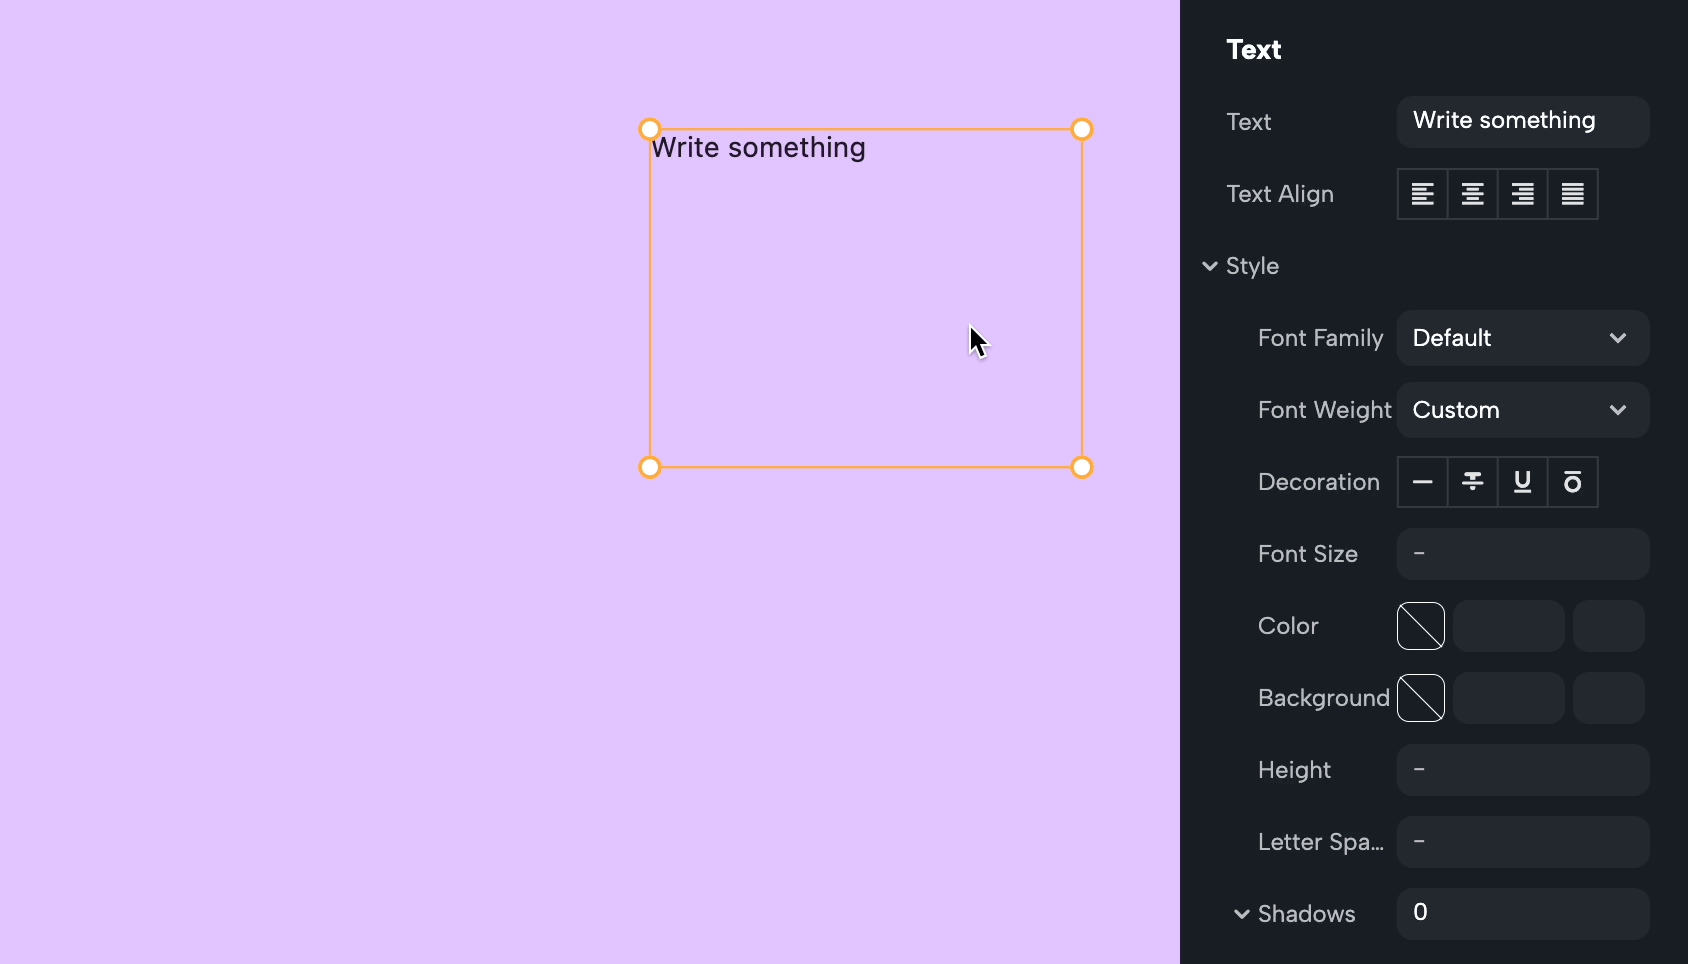 Write something
Text
Text Write something
Text Align
Style
Font Family Default
Font Weight Custom
Decoration
Font Size –
Color
Background
Height –
Letter Spa...
–
Shadows 0